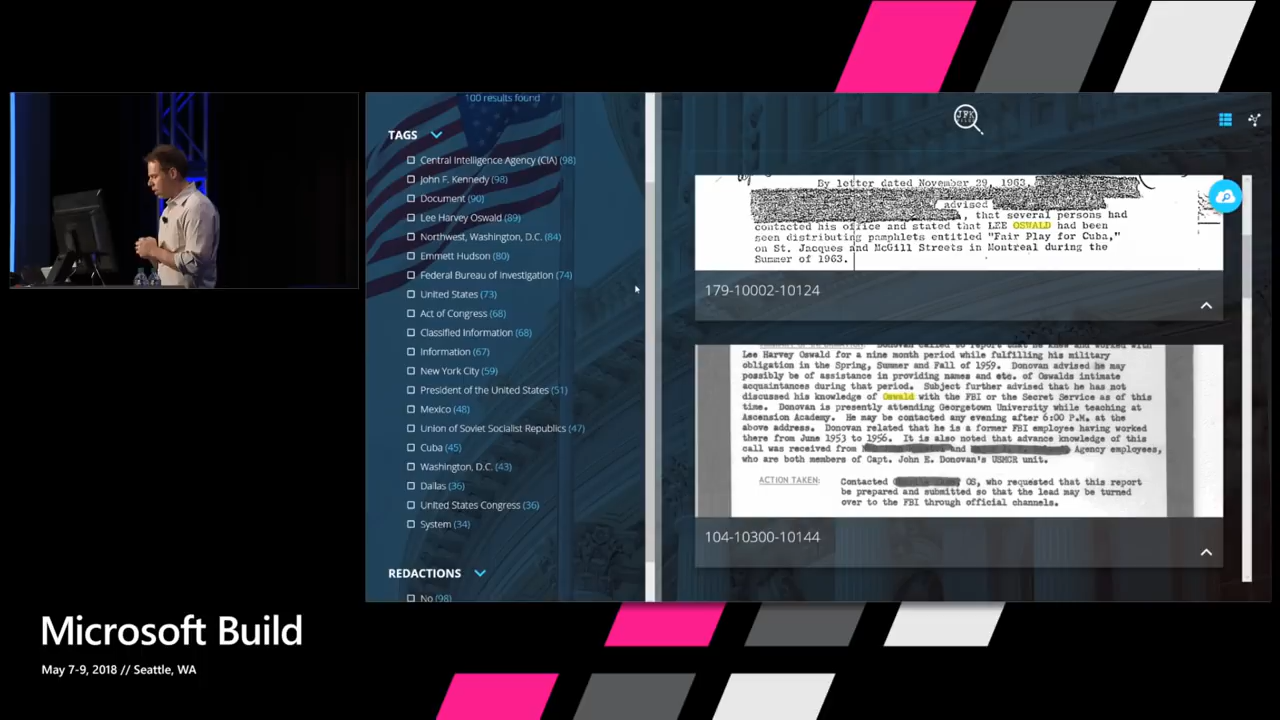 100 results found
TAGS
Central Intelligence Agency (CIA) (98)
John F. Kennedy (98)
Document (90)
Lee Harvey Oswald (89)
Northwest, Washington, D.C. (84)
Emmett Hudson (80)
Federal Bureau of Investigation (74)
United States (73)
Act of Congress (68)
Classified Information (68)
Information (67)
New York City (59)
President of the United States (51)
Mexico (48)
Union of Soviet Socialist Republics (47)
Cuba (45)
Washington, D.C. (43)
Dallas (36)
United States Congress (36)
System (34)
REDACTIONS
No (98)
JFK
By letter dated November 29, 1963,
advised
, that several persons had
contacted his office and stated that LEE OSWALD had been
seen distributing pamphlets entitled "Fair Play for Cuba,"
on St. Jacques and McGill Streets in Montreal during the
Summer of 1963.
179-10002-10124
Donovan called to report that he knew and worked with
Lee Harvey Oswald for a nine month period while fulfilling his military
obligation in the Spring, Summer and Fall of 1959. Donovan advised he may
possibly be of assistance in providing names and etc. of Oswalds intimate
acquaintances during that period. Subject further advised that he has not
discussed his knowledge of Oswald with the FBI or the Secret Service as of this
time. Donovan is presently attending Georgetown University while teaching at
Ascension Academy. He may be contacted any evening after 6:00 P.M. at the
above address. Donovan related that he is a former FBI employee having worked
there from June 1953 to 1956. It is also noted that advance knowledge of this
call was received from and Agency employees,
who are both members of Capt. John E. Donovan's USMCR unit.
ACTION TAKEN: Contacted OS, who requested that this report
be prepared and submitted so that the lead may be turned
over to the FBI through official channels.
104-10300-10144
Microsoft Build
May 7-9, 2018 // Seattle, WA